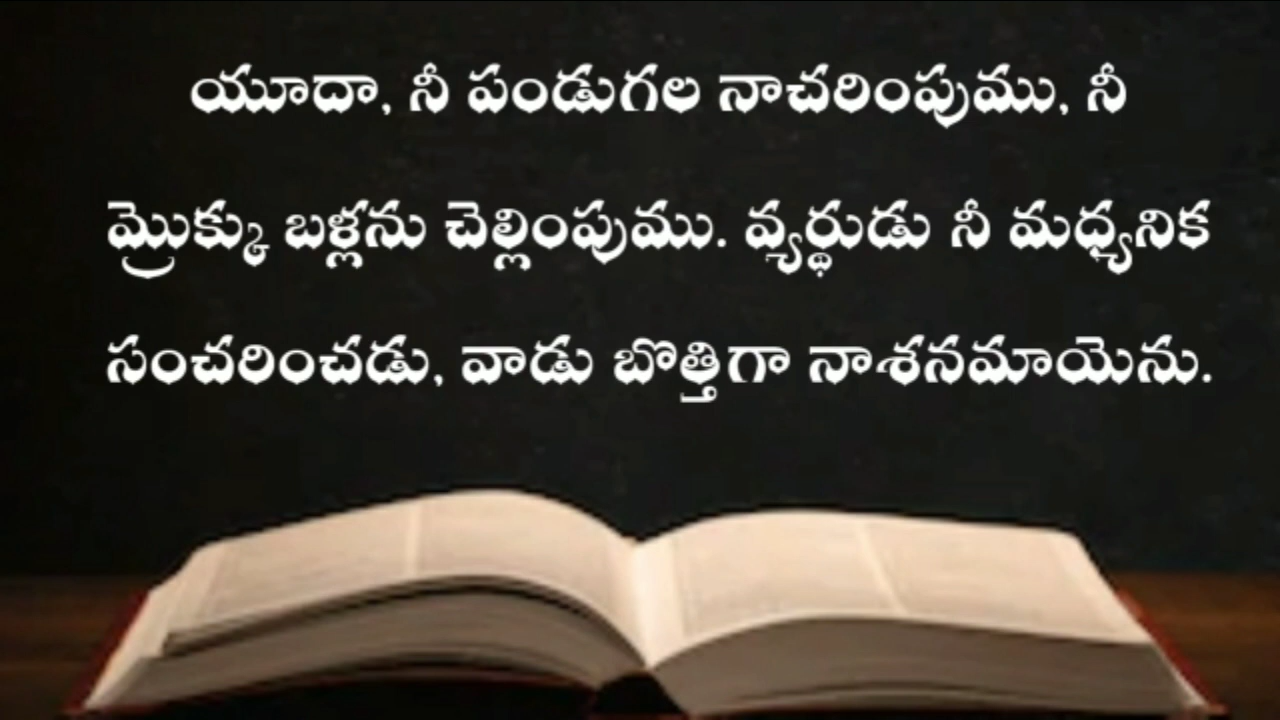 యూదా, నీ పండుగల నాచరింపుము, నీ
మ్రొక్కు బళ్లను చెల్లింపుము. వ్యర్థుడు నీ మధ్యనిక
సంచరించడు, వాడు బొత్తిగా నాశనమాయెను.